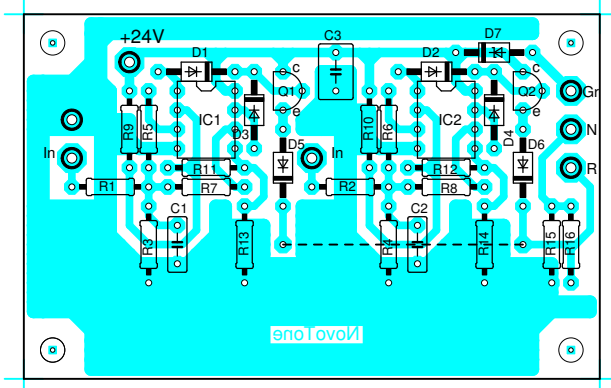 +24V
C3
D7
D1
D2
c
c
Q1
Q2
Gr
R9
R5
IC1
D3
e
R10
R6
IC2
D4
e
N
In
D5
In
D6
R11
R12
R
R1
R7
R2
R8
C1
C2
R3
R13
R4
R14
R15
R16
NovoTone